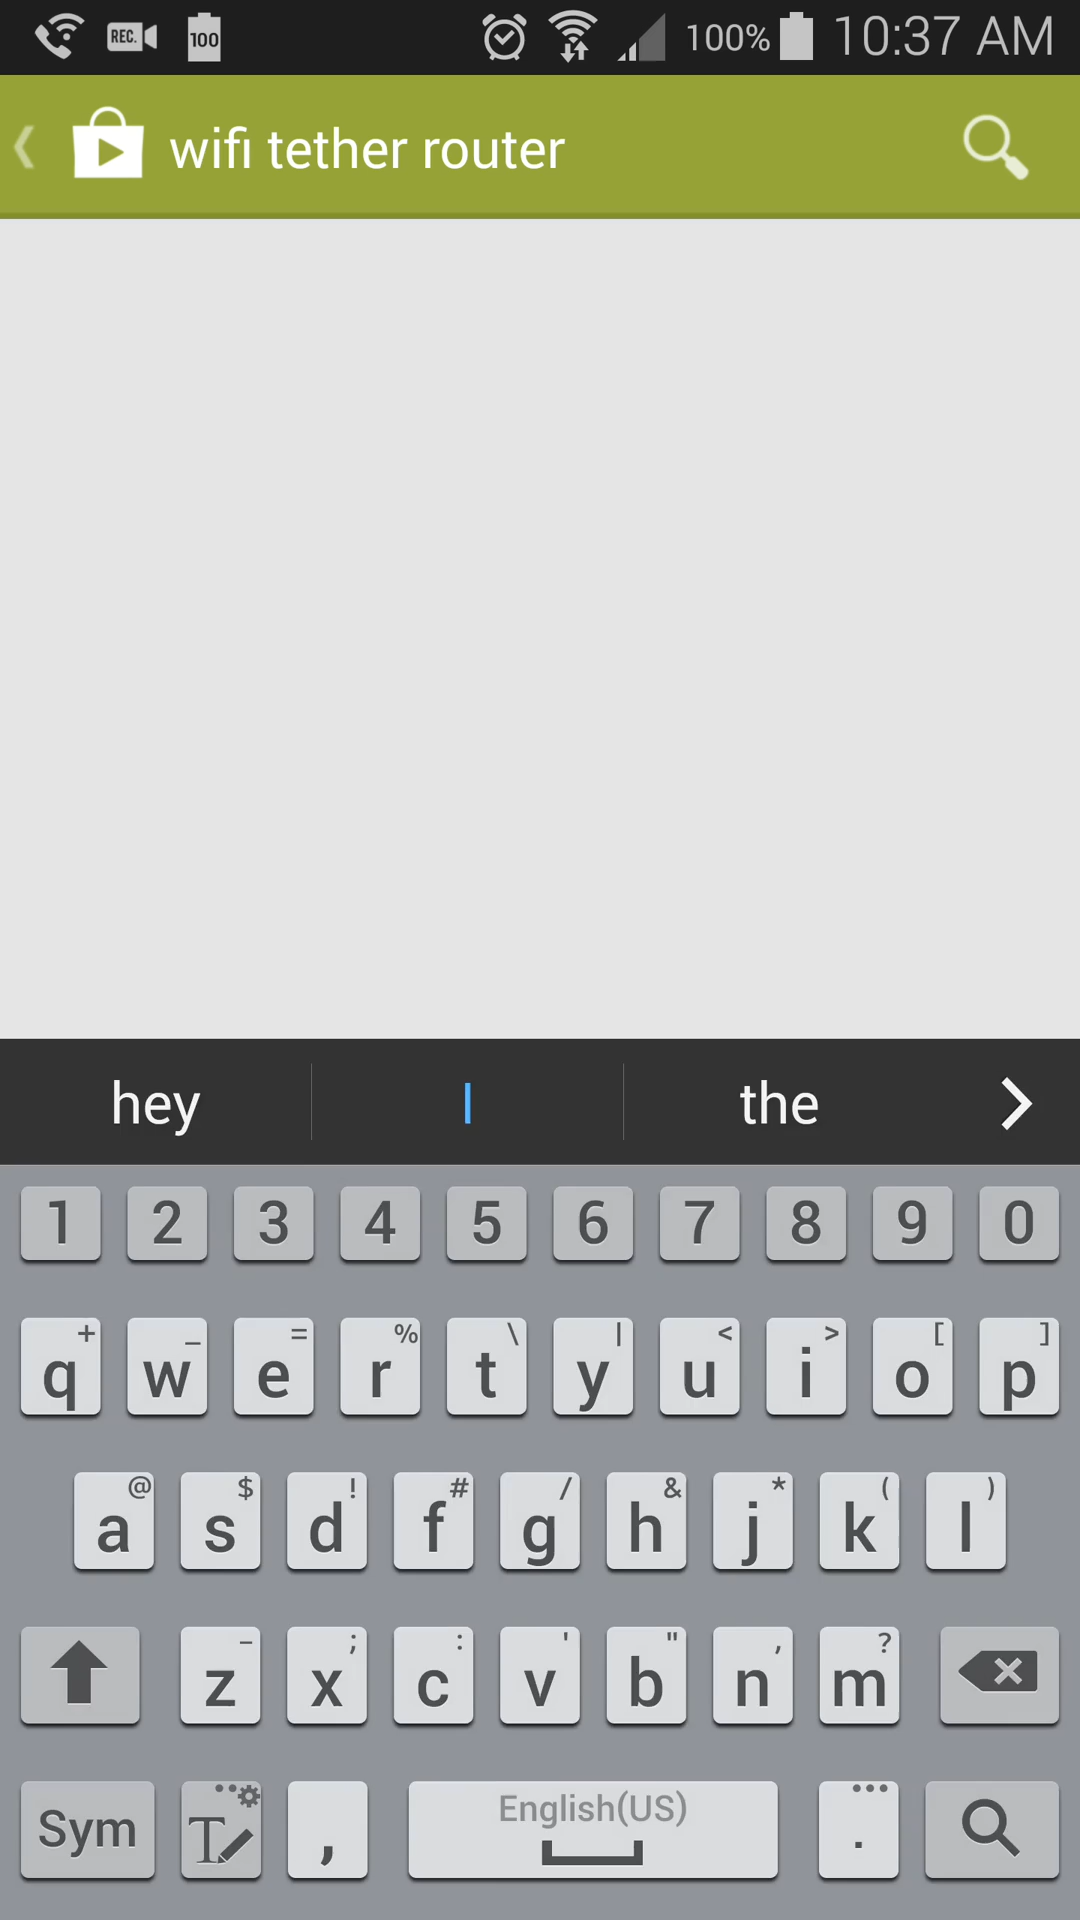 REC. 100 100% 10:37 AM
wifi tether router
hey I the
1 2 3 4 5 6 7 8 9 0
+ _ = % \ | < > [ ]
q w e r t y u i o p
@ $ ! # / & * ( )
a s d f g h j k l
- ; : ' " , ?
z x c v b n m
Sym T , English(US) .